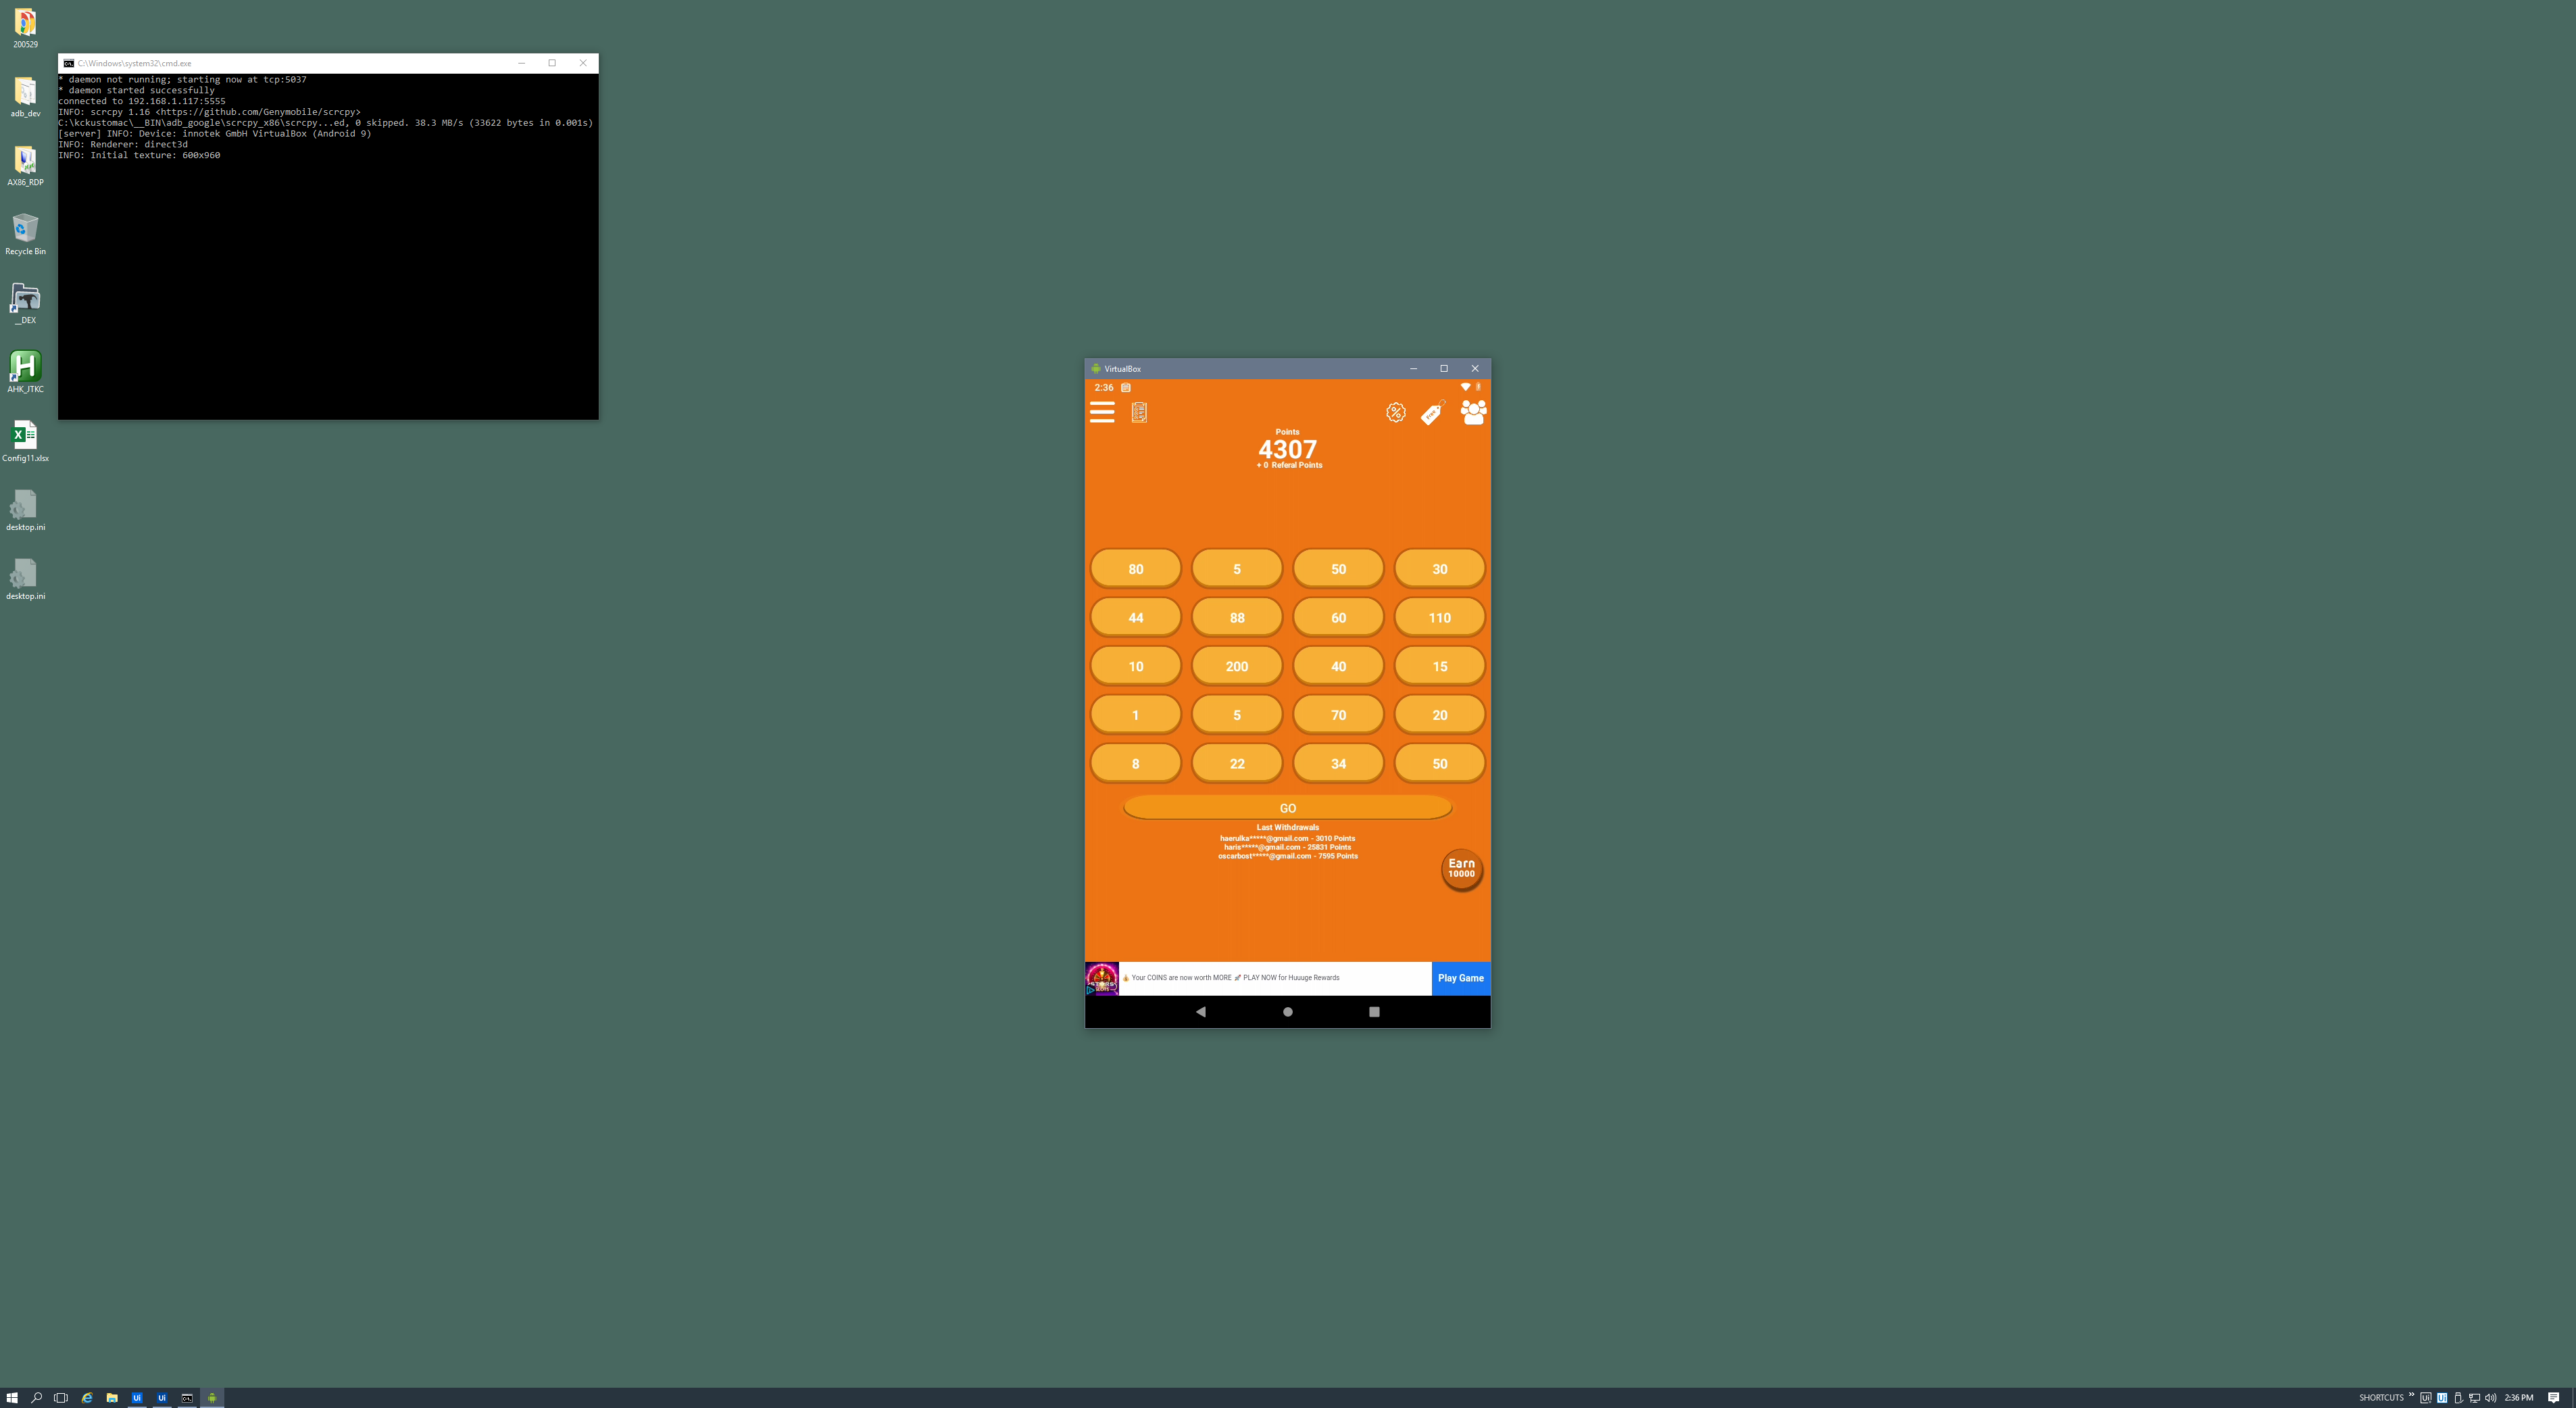 200529
adb_dev
AX86_RDP
Recycle Bin
__DEX
AHK_JTKC
Config11.xlsx
desktop.ini
desktop.ini
C:\Windows\system32\cmd.exe
* daemon not running; starting now at tcp:5037
* daemon started successfully
connected to 192.168.1.117:5555
INFO: scrcpy 1.16 <https://github.com/Genymobile/scrcpy>
C:\kckustomac\__BIN\adb_google\scrcpy_x86\scrcpy...ed, 0 skipped. 38.3 MB/s (33622 bytes in 0.001s)
[server] INFO: Device: innotek GmbH VirtualBox (Android 9)
INFO: Renderer: direct3d
INFO: Initial texture: 600x960
VirtualBox
2:36
Points
4307
+ 0 Referal Points
80 5 50 30
44 88 60 110
10 200 40 15
1 5 70 20
8 22 34 50
GO
Last Withdrawals
haerulka*****@gmail.com - 3010 Points
haris*****@gmail.com - 25831 Points
oscarbost*****@gmail.com - 7595 Points
Earn
10000
Your COINS are now worth MORE PLAY NOW for Huuuge Rewards
Play Game
SHORTCUTS
2:36 PM